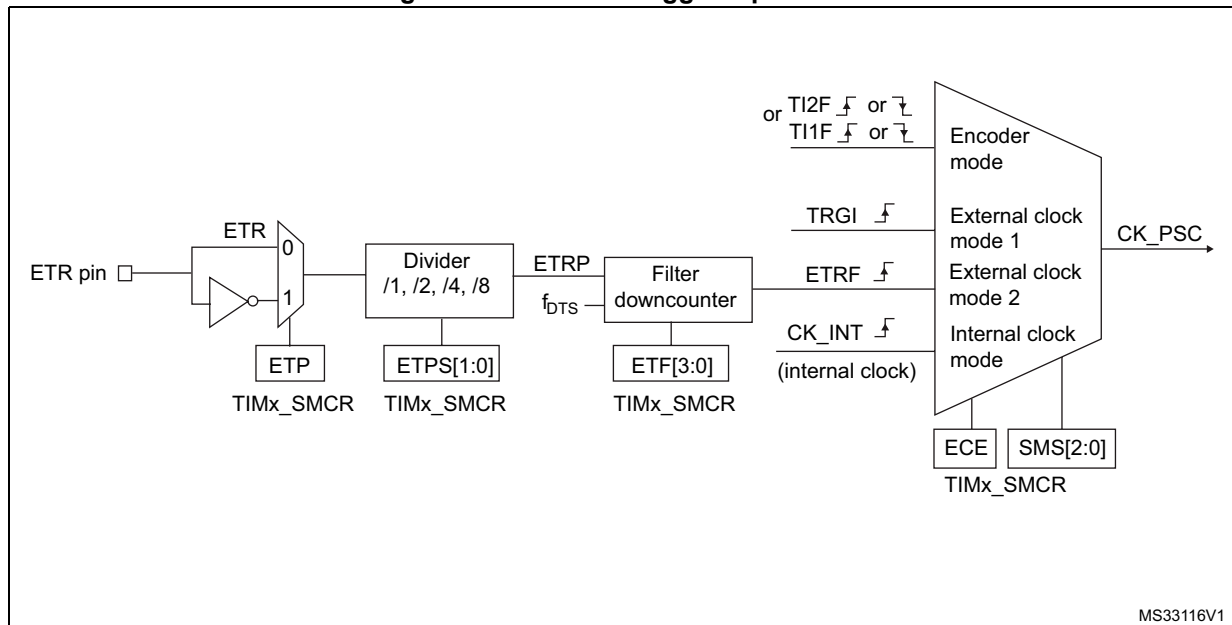 or TI2F or
TI1F or
Encoder
mode
TRGI
External clock
mode 1
CK_PSC
ETR
0
ETR pin
1
Divider
/1, /2, /4, /8
ETRP
fDTS
Filter
downcounter
ETRF
External clock
mode 2
CK_INT
(internal clock)
Internal clock
mode
ETP
TIMx_SMCR
ETPS[1:0]
TIMx_SMCR
ETF[3:0]
TIMx_SMCR
ECE
SMS[2:0]
TIMx_SMCR
MS33116V1